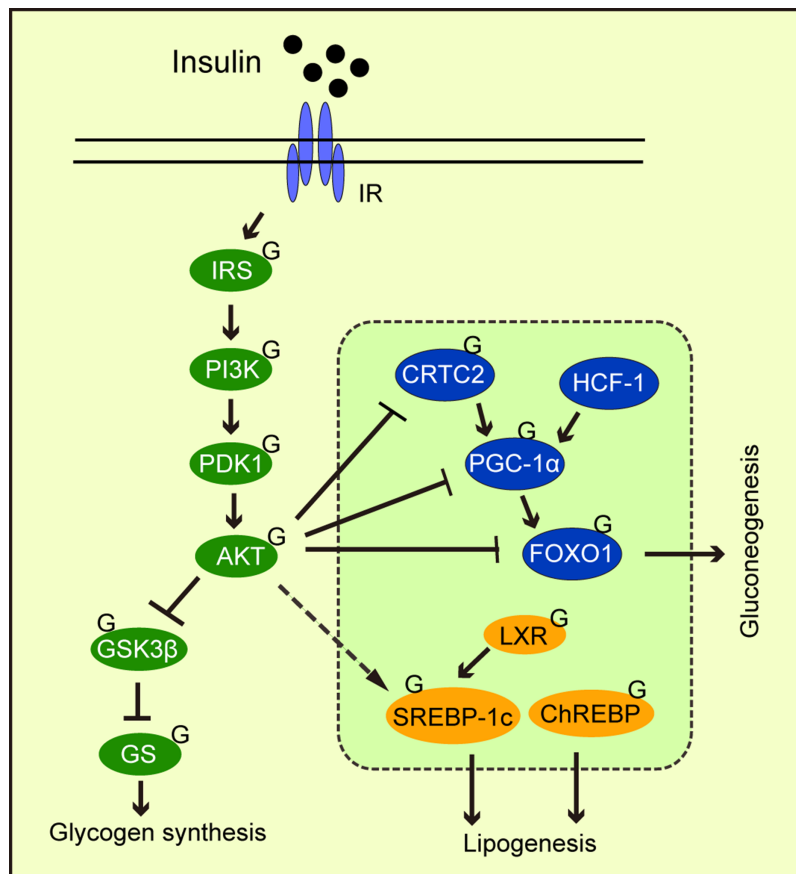 Insulin
IR
G
IRS
G
PI3K
G
PDK1
G
AKT
G
GSK3β
G
GS
Glycogen synthesis
G
CRTC2
HCF-1
G
PGC-1α
G
FOXO1
Gluconeogenesis
G
LXR
G
SREBP-1c
G
ChREBP
Lipogenesis